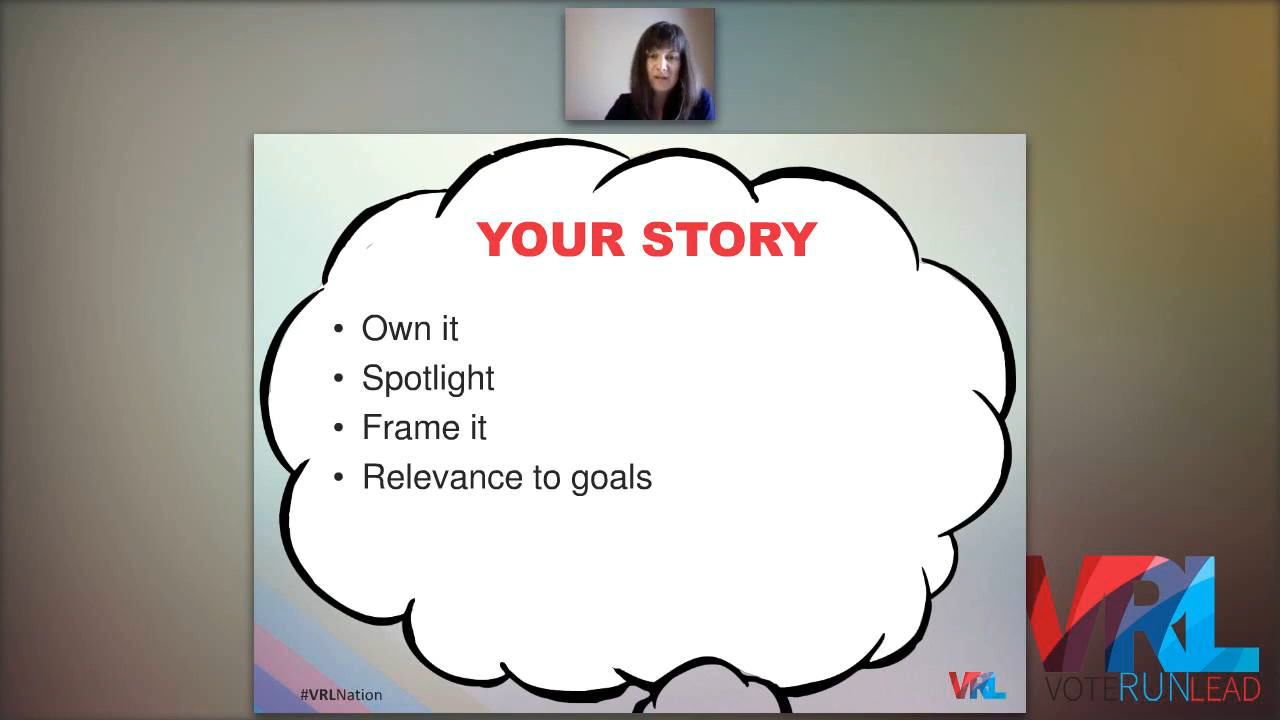 YOUR STORY
• Own it
• Spotlight
• Frame it
• Relevance to goals
#VRLNation
VRL
VRL
VOTERUNLEAD